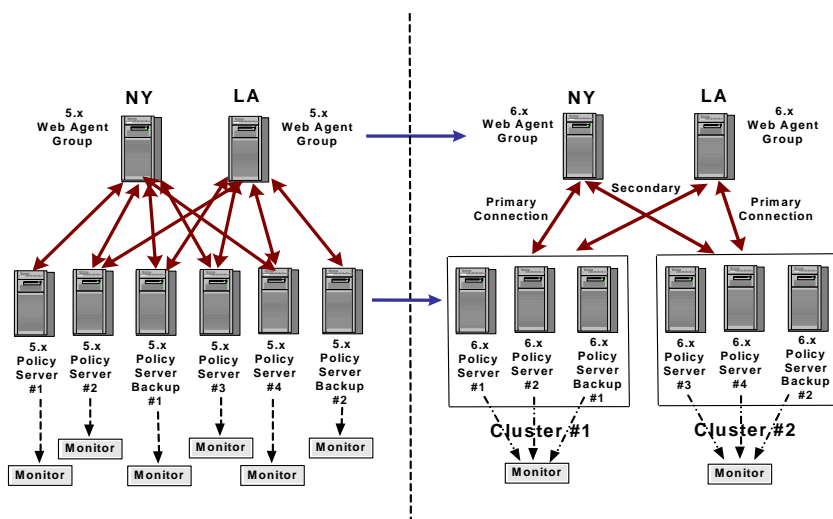 NY
LA
5.x
Web Agent
Group
5.x
Web Agent
Group
5.x
Policy
Server
#1
5.x
Policy
Server
#2
5.x
Policy
Server
Backup
#1
5.x
Policy
Server
#3
5.x
Policy
Server
#4
5.x
Policy
Server
Backup
#2
Monitor
Monitor
Monitor
Monitor
Monitor
Monitor
NY
LA
6.x
Web Agent
Group
6.x
Web Agent
Group
Secondary
Primary
Connection
Primary
Connection
6.x
Policy
Server
#1
6.x
Policy
Server
#2
6.x
Policy
Server
Backup
#1
6.x
Policy
Server
#3
6.x
Policy
Server
#4
6.x
Policy
Server
Backup
#2
Cluster #1
Cluster #2
Monitor
Monitor